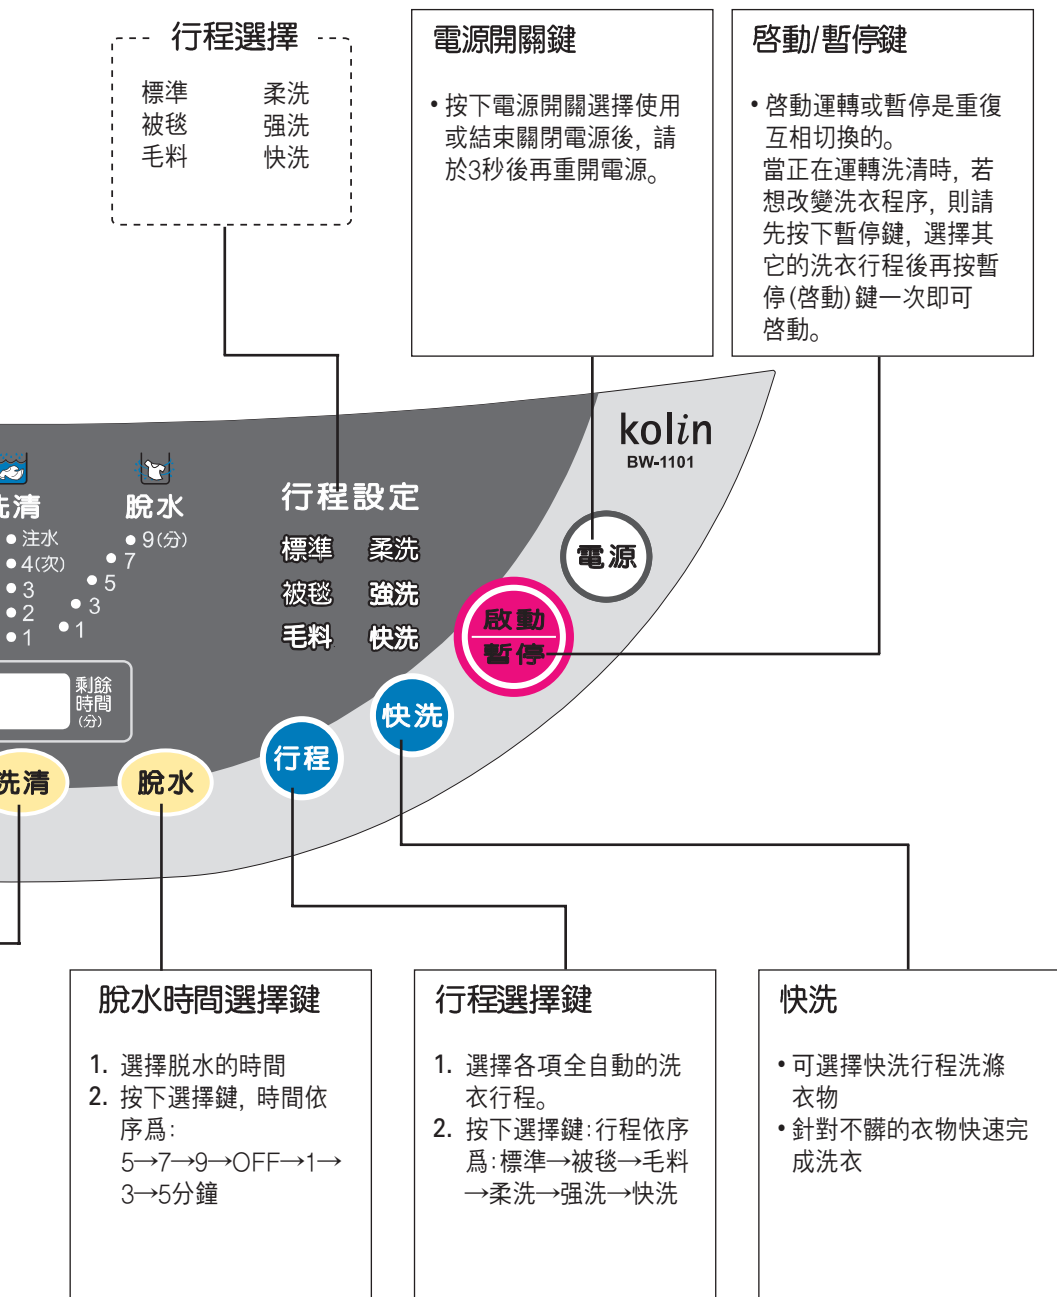 行程選擇
標準 柔洗
被毯 强洗
毛料 快洗
電源開關鍵
•按下電源開關選擇使用
或結束關閉電源後, 請
於3秒後再重開電源。
啓動/暫停鍵
•啓動運轉或暫停是重復
互相切換的。
當正在運轉洗清時, 若
想改變洗衣程序, 則請
先按下暫停鍵, 選擇其
它的洗衣行程後再按暫
停(啓動)鍵一次即可
啓動。
kolin
BW-1101
洗清
注水
4(次)
3
2
1
脫水
9(分)
7
5
3
1
行程設定
標準 柔洗
被毯 強洗
毛料 快洗
電源
啟動
暫停
剩餘
時間
(分)
洗清
脫水
行程
快洗
脫水時間選擇鍵
1. 選擇脱水的時間
2. 按下選擇鍵, 時間依
序爲:
5→7→9→OFF→1→
3→5分鐘
行程選擇鍵
1. 選擇各項全自動的洗
衣行程。
2. 按下選擇鍵:行程依序
爲:標準→被毯→毛料
→柔洗→强洗→快洗
快洗
•可選擇快洗行程洗滌
衣物
•針對不髒的衣物快速完
成洗衣